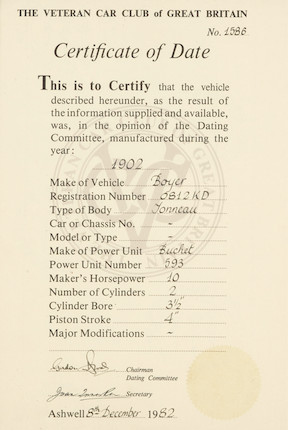 THE VETERAN CAR CLUB of GREAT BRITAIN
No. 1586
Certificate of Date
This is to Certify that the vehicle
described hereunder, as the result of
the information supplied and available,
was, in the opinion of the Dating
Committee, manufactured during the
year:
1902
Make of Vehicle Boyer
Registration Number 0812KD
Type of Body Tonneau
Car or Chassis No. -
Model or Type -
Make of Power Unit Buchet
Power Unit Number 693
Maker's Horsepower 10
Number of Cylinders 2
Cylinder Bore 3½"
Piston Stroke 4"
Major Modifications -
Chairman
Dating Committee
Secretary
Ashwell 8th December 1982